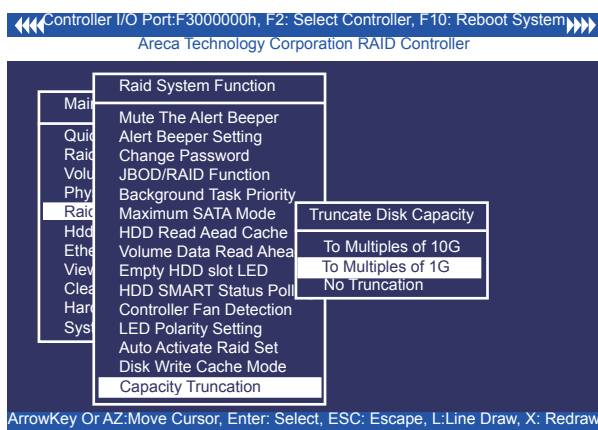 Controller I/O Port:F3000000h, F2: Select Controller, F10: Reboot System
Areca Technology Corporation RAID Controller
Mai
Quic
Raid
Volu
Phy
Raid
Hdd
Ethe
View
Clea
Hard
Syst
Raid System Function
Mute The Alert Beeper
Alert Beeper Setting
Change Password
JBOD/RAID Function
Background Task Priority
Maximum SATA Mode
HDD Read Aead Cache
Volume Data Read Ahea
Empty HDD slot LED
HDD SMART Status Poll
Controller Fan Detection
LED Polarity Setting
Auto Activate Raid Set
Disk Write Cache Mode
Capacity Truncation
Truncate Disk Capacity
To Multiples of 10G
To Multiples of 1G
No Truncation
ArrowKey Or AZ:Move Cursor, Enter: Select, ESC: Escape, L:Line Draw, X: Redraw